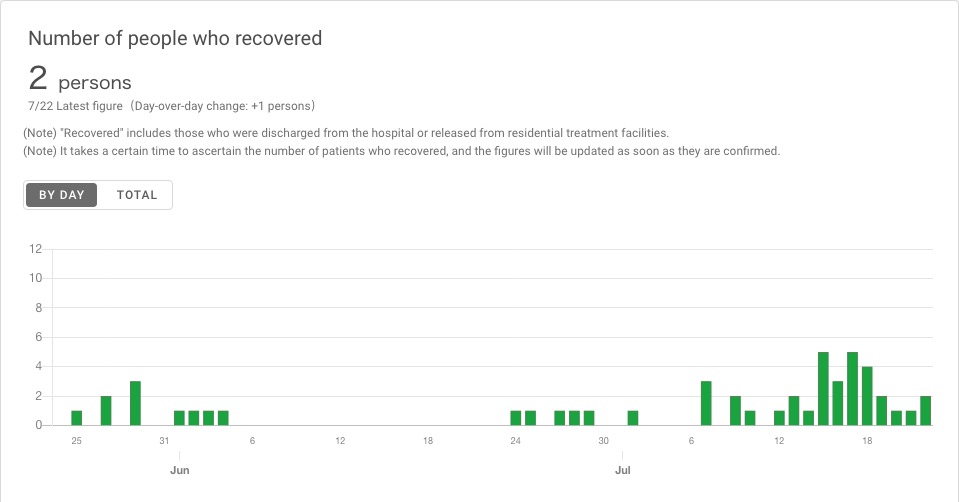 Number of people who recovered
2 persons
7/22 Latest figure（Day-over-day change: +1 persons）
(Note) "Recovered" includes those who were discharged from the hospital or released from residential treatment facilities.
(Note) It takes a certain time to ascertain the number of patients who recovered, and the figures will be updated as soon as they are confirmed.
BY DAY TOTAL
12
10
8
6
4
2
0
25 31 6 12 18 24 30 6 12 18
Jun Jul